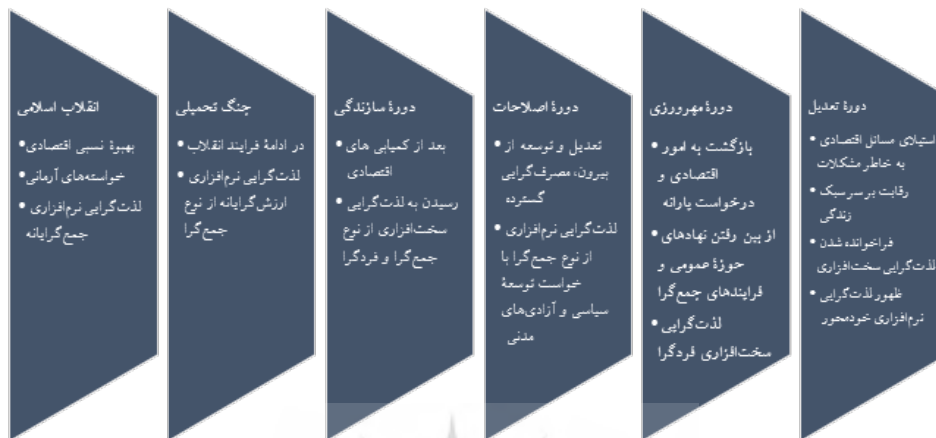 انقلاب اسلامی
• بهبودهٔ نسبی اقتصادی
• خواسته‌های آرمانی
• لذت‌گرایی نرم‌افزاری
جمع‌گرایانه
جنگ تحمیلی
• در ادامهٔ فرایند انقلاب
• لذت‌گرایی نرم‌افزاری
ارزش‌گرایانه از نوع
جمع‌گرا
دورهٔ سازندگی
• بعد از کمیابی های
اقتصادی
• رسیدن به لذت‌گرایی
سخت‌افزاری از نوع
جمع‌گرا و فردگرا
دورهٔ اصلاحات
• تعدیل و توسعه از
بیرون، مصرف‌گرایی
گسترده
• لذت‌گرایی نرم‌افزاری
از نوع جمع‌گرا با
خواست توسعهٔ
سیاسی و آزادی‌های
مدنی
دورهٔ مهرورزی
• بازگشت به امور
اقتصادی و
درخواست یارانه
• از بین رفتن نهادهای
حوزهٔ عمومی و
فرایندهای جمع‌گرا
• لذت‌گرایی
سخت‌افزاری فردگرا
دورهٔ تعدیل
• استیلای مسائل اقتصادی
به خاطر مشکلات
• رقابت بر سر سبک
زندگی
• فراخوانده شدن
لذت‌گرایی سخت‌افزاری
• ظهور لذت‌گرایی
نرم‌افزاری خودمحور